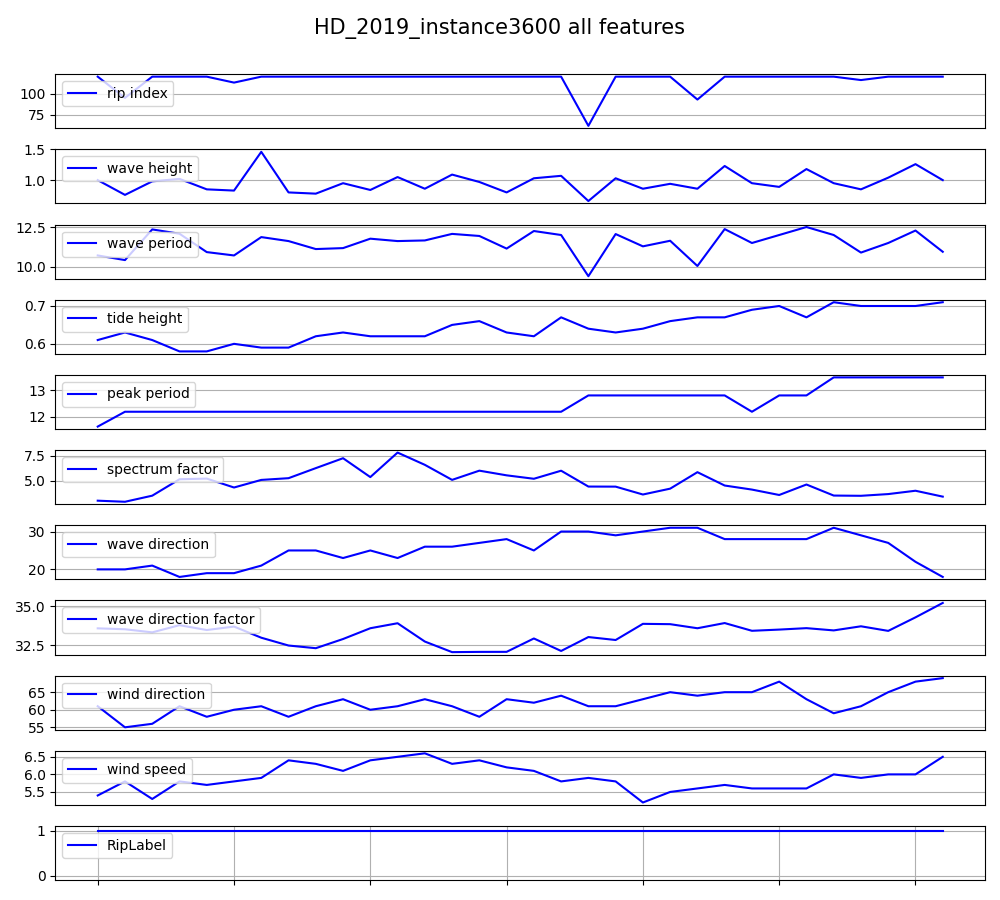 HD_2019_instance3600 all features
100
75
rip index
1.5
1.0
wave height
12.5
10.0
wave period
0.7
0.6
tide height
13
12
peak period
7.5
5.0
spectrum factor
30
20
wave direction
35.0
32.5
wave direction factor
65
60
55
wind direction
6.5
6.0
5.5
wind speed
1
0
RipLabel